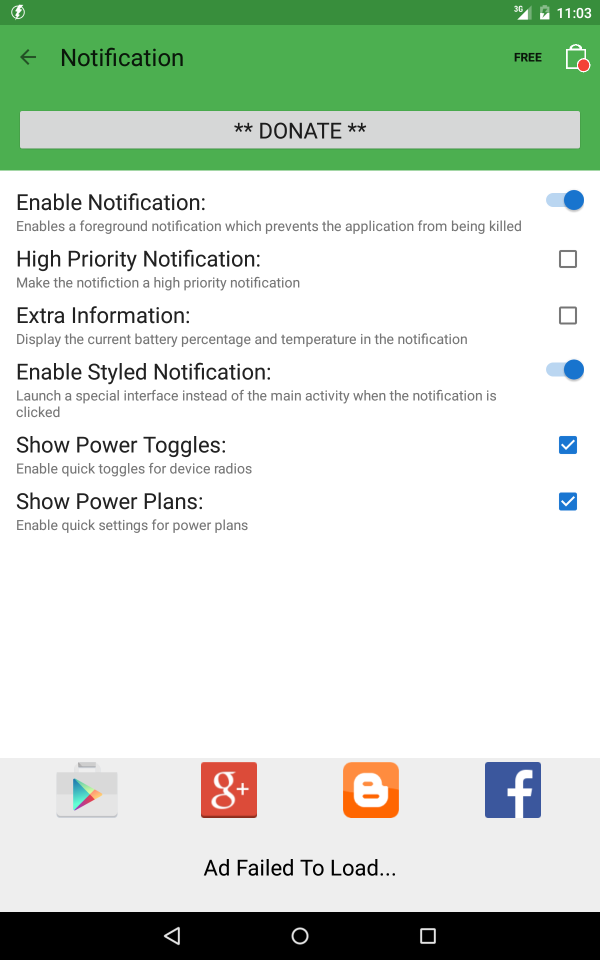 3G 11:03
Notification FREE
** DONATE **
Enable Notification:
Enables a foreground notification which prevents the application from being killed
High Priority Notification:
Make the notifiction a high priority notification
Extra Information:
Display the current battery percentage and temperature in the notification
Enable Styled Notification:
Launch a special interface instead of the main activity when the notification is
clicked
Show Power Toggles:
Enable quick toggles for device radios
Show Power Plans:
Enable quick settings for power plans
g+
Ad Failed To Load...